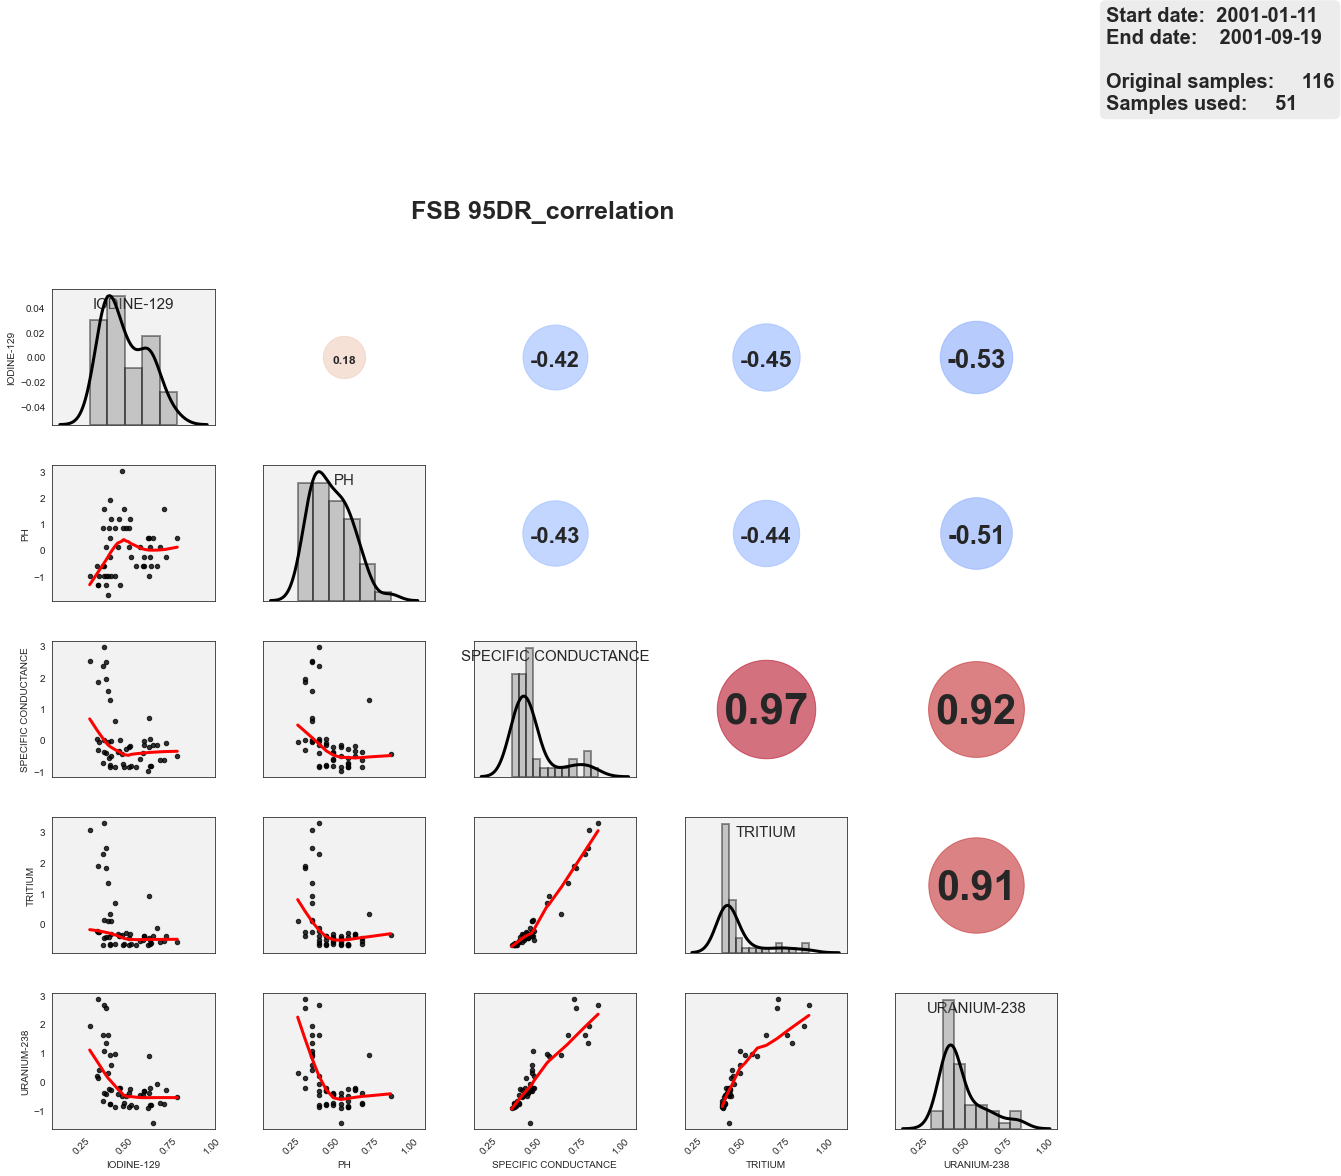 Start date: 2001-01-11
End date: 2001-09-19
Original samples: 116
Samples used: 51
FSB 95DR_correlation
IODINE-129
0.04
0.02
0.00
−0.02
−0.04
IODINE-129
0.18
-0.42
-0.45
-0.53
PH
3
2
1
0
−1
PH
-0.43
-0.44
-0.51
SPECIFIC CONDUCTANCE
3
2
1
0
−1
SPECIFIC CONDUCTANCE
0.97
0.92
TRITIUM
3
2
1
0
TRITIUM
0.91
URANIUM-238
3
2
1
0
−1
URANIUM-238
0.25 0.50 0.75 1.00 0.25 0.50 0.75 1.00 0.25 0.50 0.75 1.00 0.25 0.50 0.75 1.00 0.25 0.50 0.75 1.00
IODINE-129 PH SPECIFIC CONDUCTANCE TRITIUM URANIUM-238